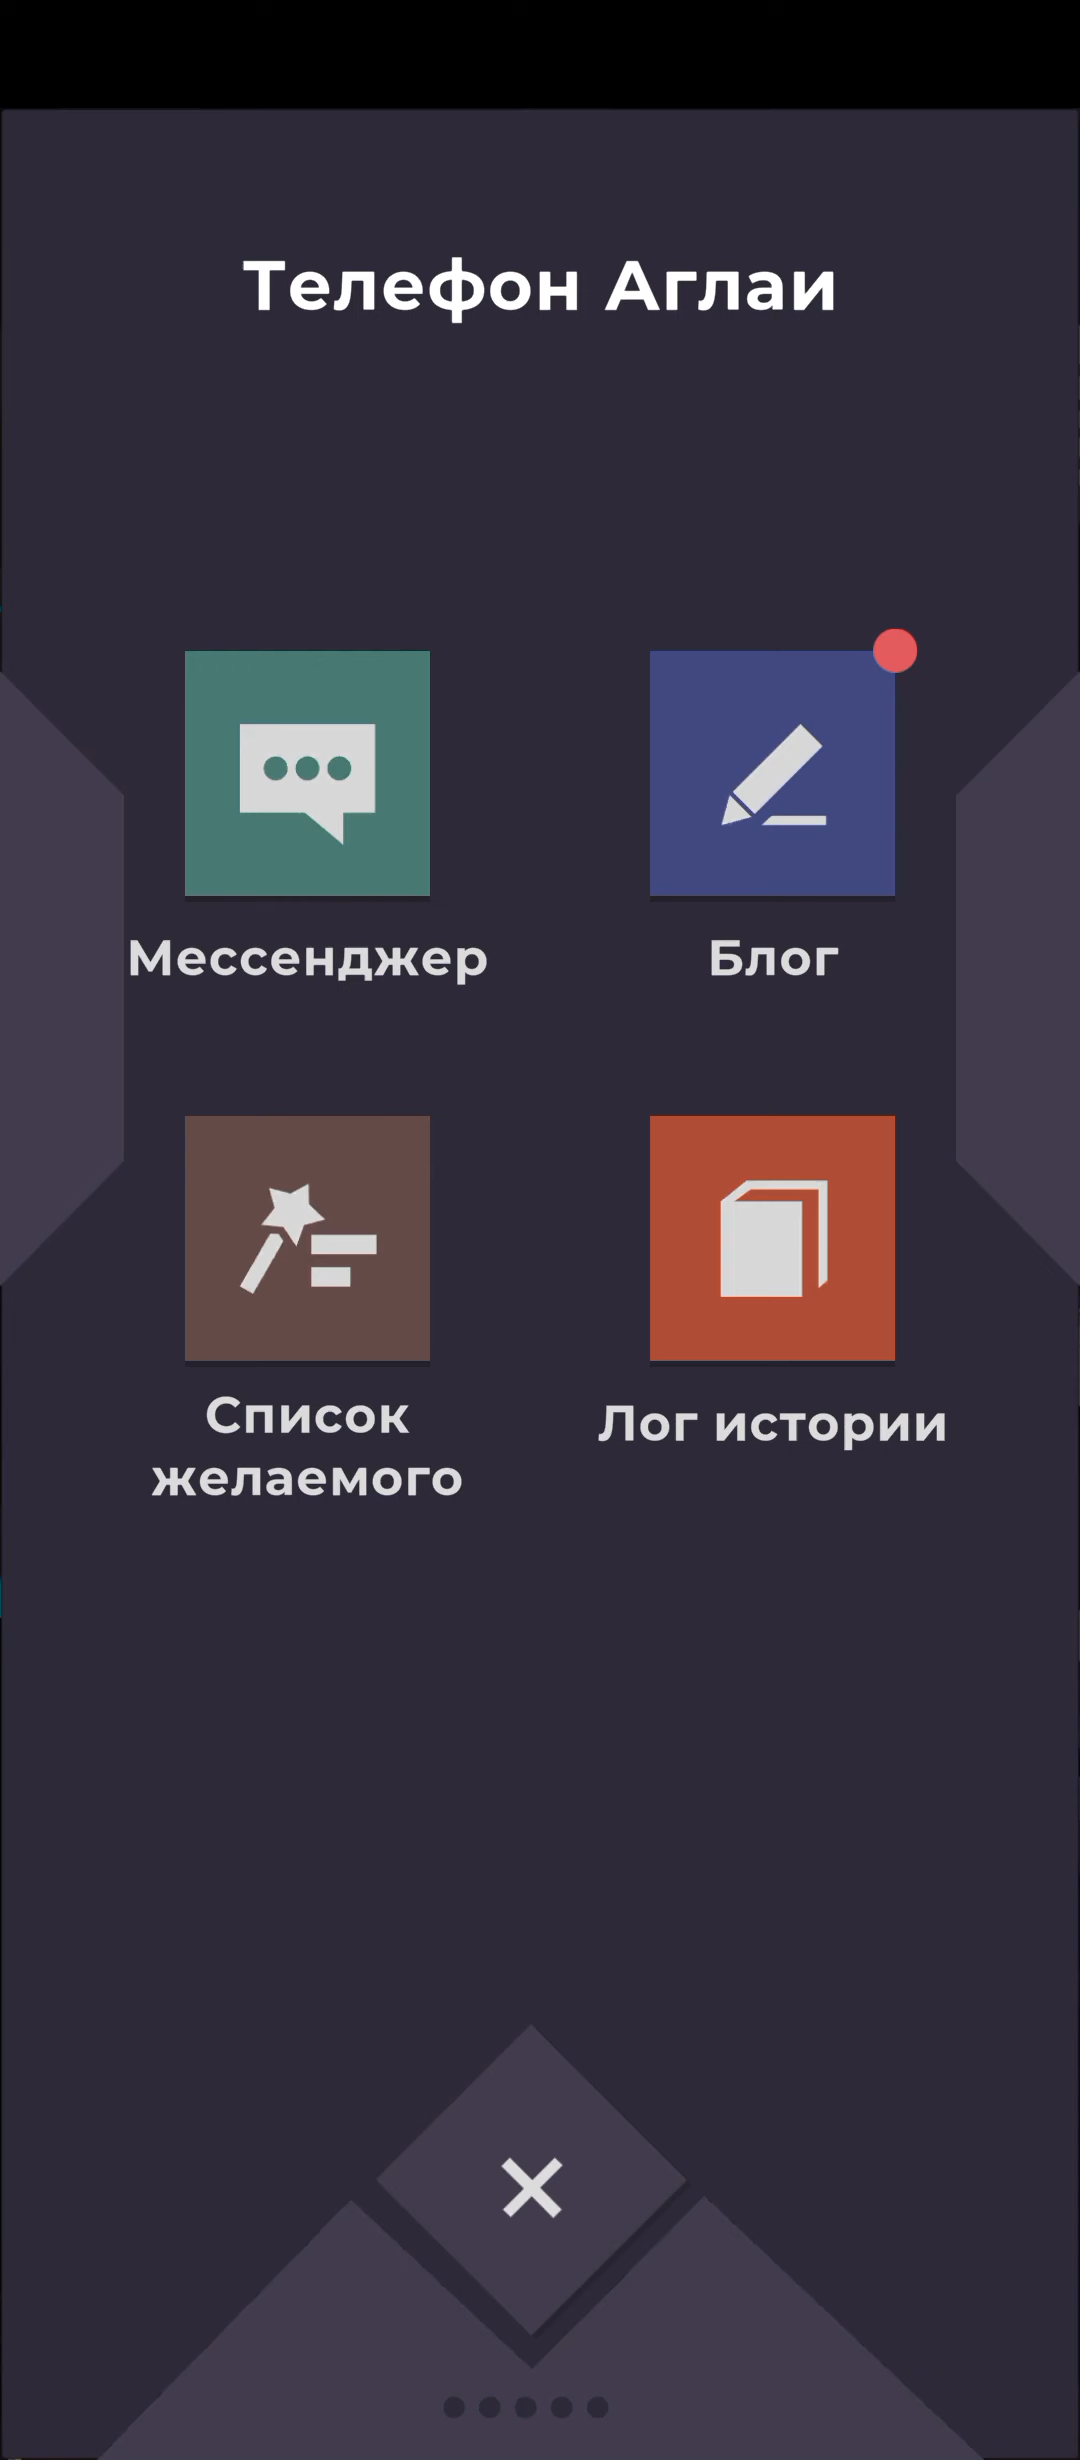 Телефон Аглаи
Мессенджер
Блог
Список
желаемого
Лог истории